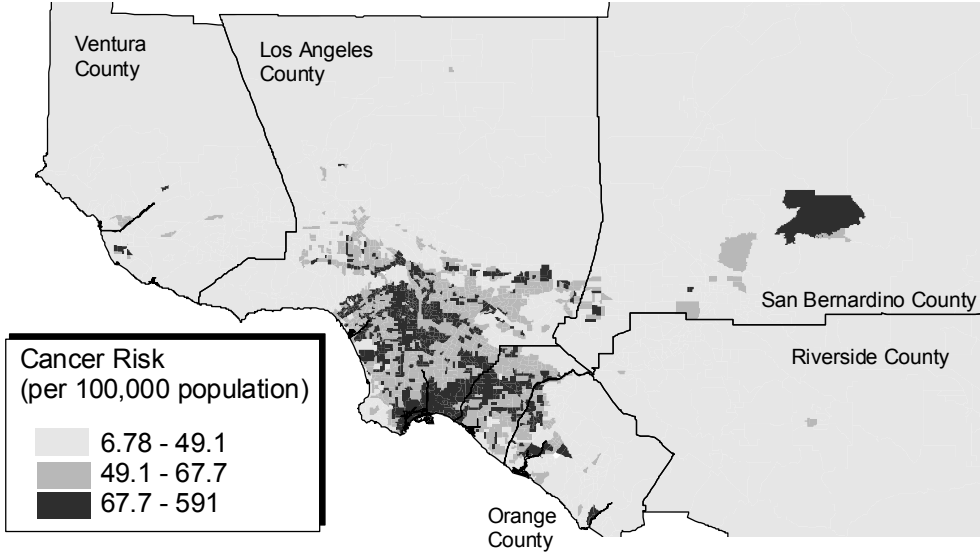 Ventura
County
Los Angeles
County
San Bernardino County
Riverside County
Cancer Risk
(per 100,000 population)
6.78 - 49.1
49.1 - 67.7
67.7 - 591
Orange
County